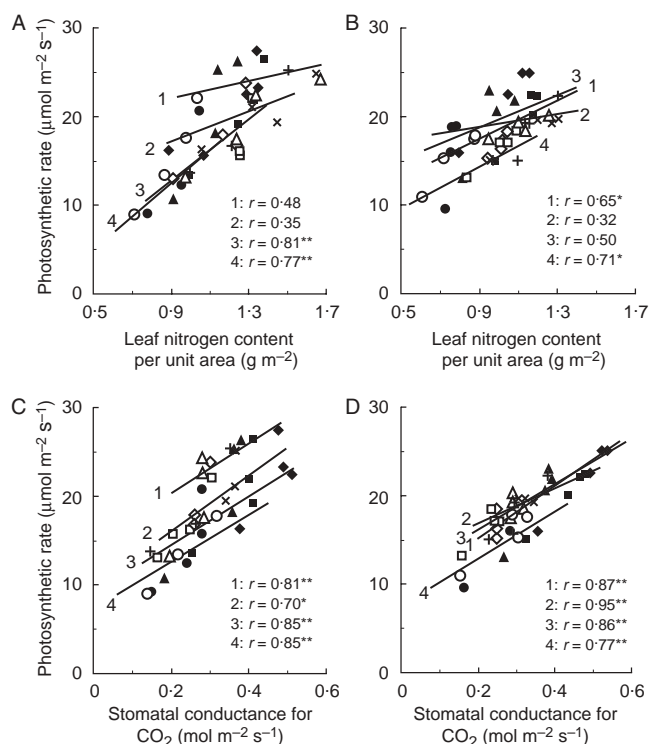 A
Photosynthetic rate (μmol m−2 s−1)
30
20
10
0
1
2
3
4
1: r = 0·48
2: r = 0·35
3: r = 0·81**
4: r = 0·77**
0·5 0·9 1·3 1·7
Leaf nitrogen content
per unit area (g m−2)
B
30
20
10
0
3
1
2
4
1: r = 0·65*
2: r = 0·32
3: r = 0·50
4: r = 0·71*
0·5 0·9 1·3 1·7
Leaf nitrogen content
per unit area (g m−2)
C
Photosynthetic rate (μmol m−2 s−1)
30
20
10
0
1
2
3
4
1: r = 0·81**
2: r = 0·70*
3: r = 0·85**
4: r = 0·85**
0 0·2 0·4 0·6
Stomatal conductance for
CO2 (mol m−2 s−1)
D
30
20
10
0
2
3
1
4
1: r = 0·87**
2: r = 0·95**
3: r = 0·86**
4: r = 0·77**
0 0·2 0·4 0·6
Stomatal conductance for
CO2 (mol m−2 s−1)